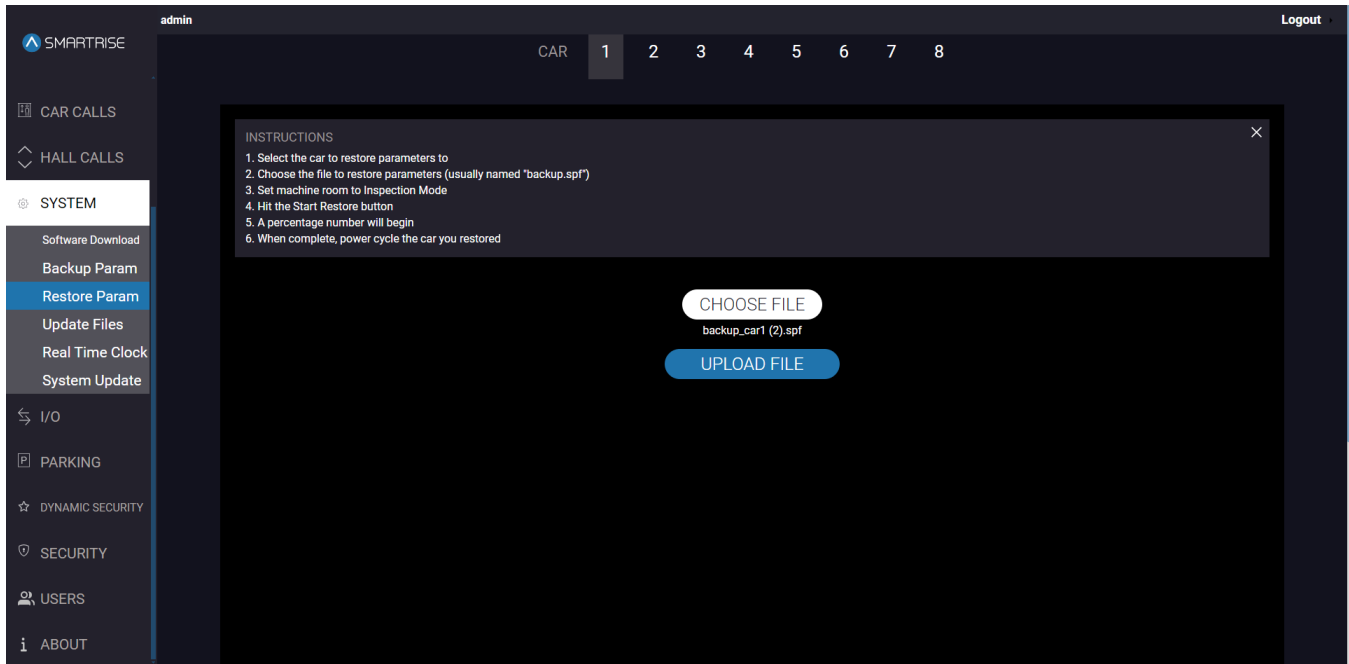 admin
Logout
SMARTRISE
CAR 1 2 3 4 5 6 7 8
CAR CALLS
HALL CALLS
SYSTEM
Software Download
Backup Param
Restore Param
Update Files
Real Time Clock
System Update
I/O
P PARKING
DYNAMIC SECURITY
SECURITY
USERS
i ABOUT
INSTRUCTIONS
1. Select the car to restore parameters to
2. Choose the file to restore parameters (usually named "backup.spf")
3. Set machine room to Inspection Mode
4. Hit the Start Restore button
5. A percentage number will begin
6. When complete, power cycle the car you restored
CHOOSE FILE
backup_car1 (2).spf
UPLOAD FILE